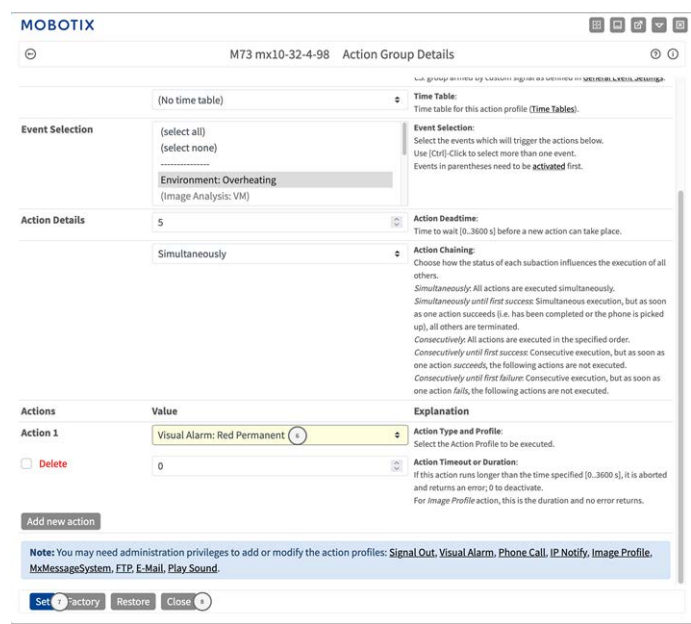 MOBOTIX
M73 mx10-32-4-98 Action Group Details
C.S. group armed by custom signal as defined in General Event Settings.
(No time table)
Time Table:
Time table for this action profile (Time Tables).
Event Selection
(select all)
(select none)
---------------
Environment: Overheating
(Image Analysis: VM)
Event Selection:
Select the events which will trigger the actions below.
Use [Ctrl]-Click to select more than one event.
Events in parentheses need to be activated first.
Action Details
5
Action Deadtime:
Time to wait [0..3600 s] before a new action can take place.
Simultaneously
Action Chaining:
Choose how the status of each subaction influences the execution of all
others.
Simultaneously: All actions are executed simultaneously.
Simultaneously until first success: Simultaneous execution, but as soon
as one action succeeds (i.e. has been completed or the phone is picked
up), all others are terminated.
Consecutively: All actions are executed in the specified order.
Consecutively until first success: Consecutive execution, but as soon as
one action succeeds, the following actions are not executed.
Consecutively until first failure: Consecutive execution, but as soon as
one action fails, the following actions are not executed.
Actions Value Explanation
Action 1
Visual Alarm: Red Permanent 6
Action Type and Profile:
Select the Action Profile to be executed.
Delete
0
Action Timeout or Duration:
If this action runs longer than the time specified [0..3600 s], it is aborted
and returns an error; 0 to deactivate.
For Image Profile action, this is the duration and no error returns.
Add new action
Note: You may need administration privileges to add or modify the action profiles: Signal Out, Visual Alarm, Phone Call, IP Notify, Image Profile,
MxMessageSystem, FTP, E-Mail, Play Sound.
Set 7 Factory Restore Close 8